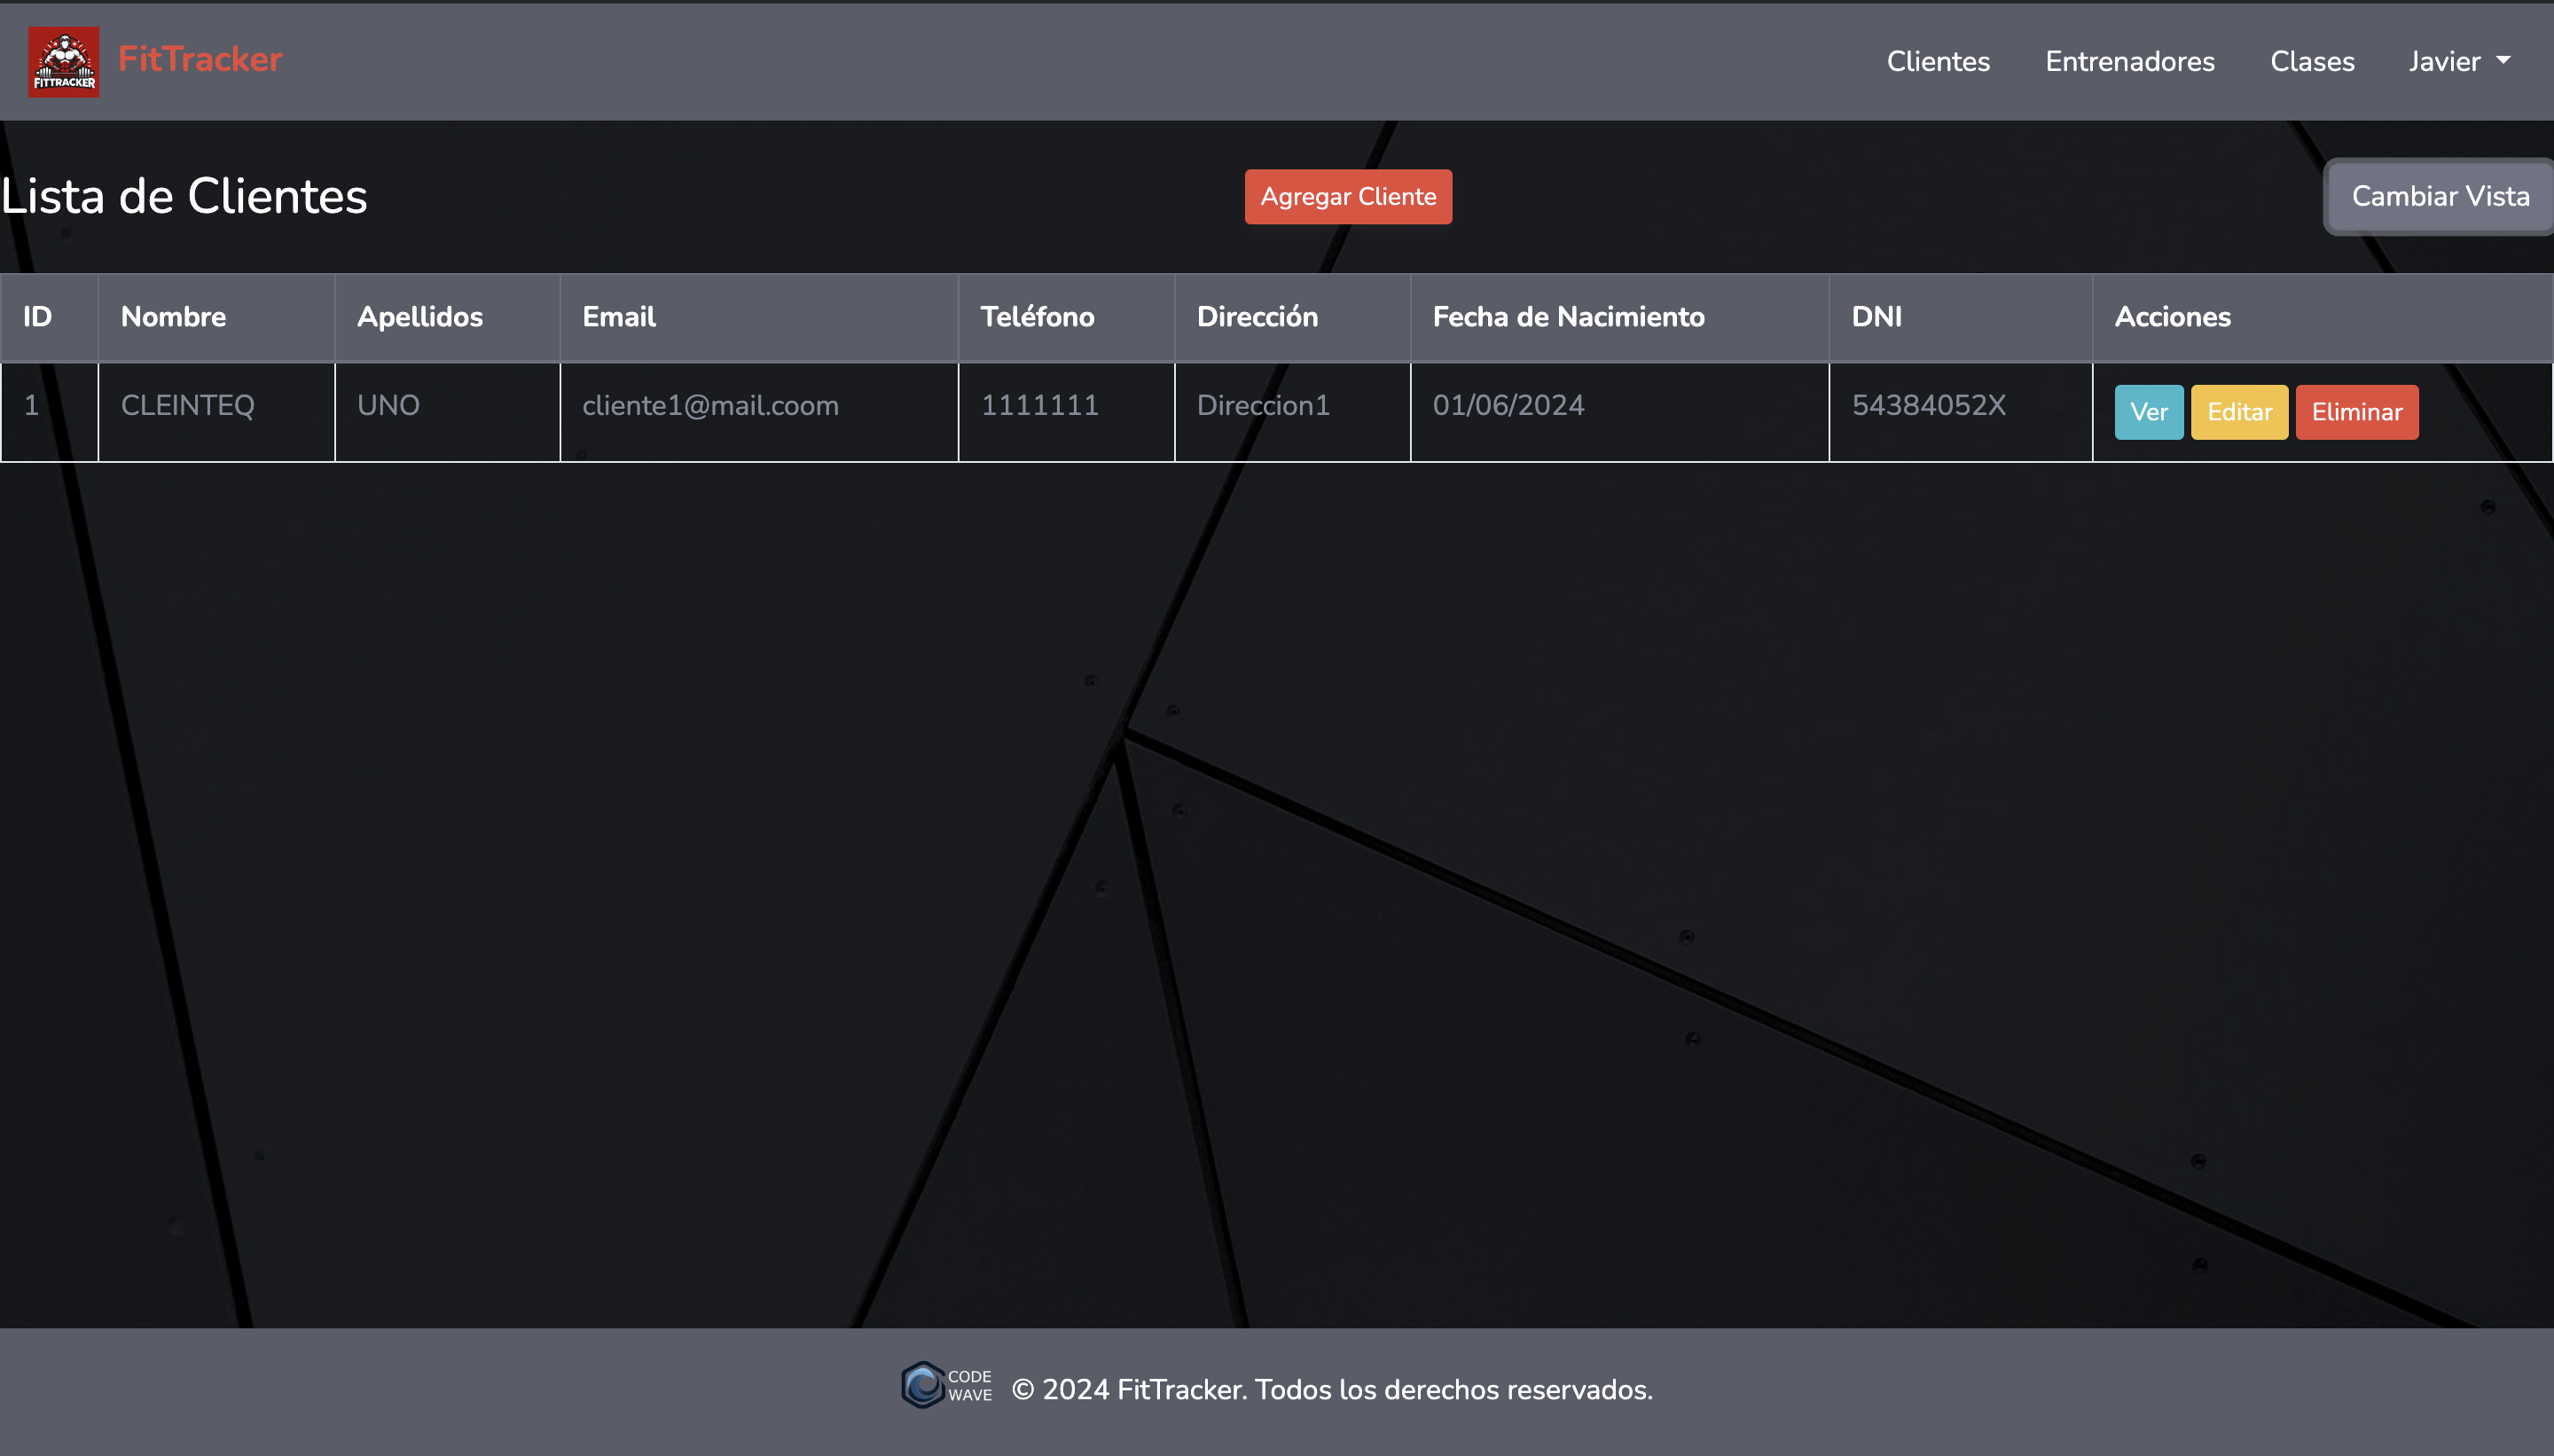 FITTRACKER
FitTracker
Clientes Entrenadores Clases Javier
Lista de Clientes
Agregar Cliente
Cambiar Vista
ID Nombre Apellidos Email Teléfono Dirección Fecha de Nacimiento DNI Acciones
1 CLEINTEQ UNO cliente1@mail.coom 1111111 Direccion1 01/06/2024 54384052X Ver Editar Eliminar
CODE
WAVE
© 2024 FitTracker. Todos los derechos reservados.